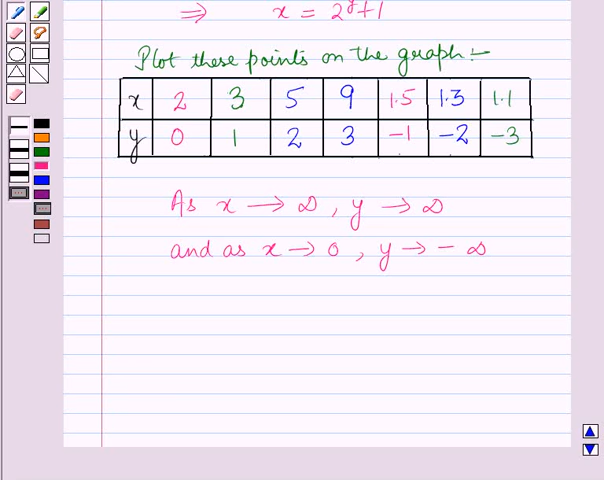 ⇒ x = 2^y + 1
Plot these points on the graph :-
x 2 3 5 9 1.5 1.3 1.1
y 0 1 2 3 -1 -2 -3
As x → ∞, y → ∞
and as x → 0, y → - ∞